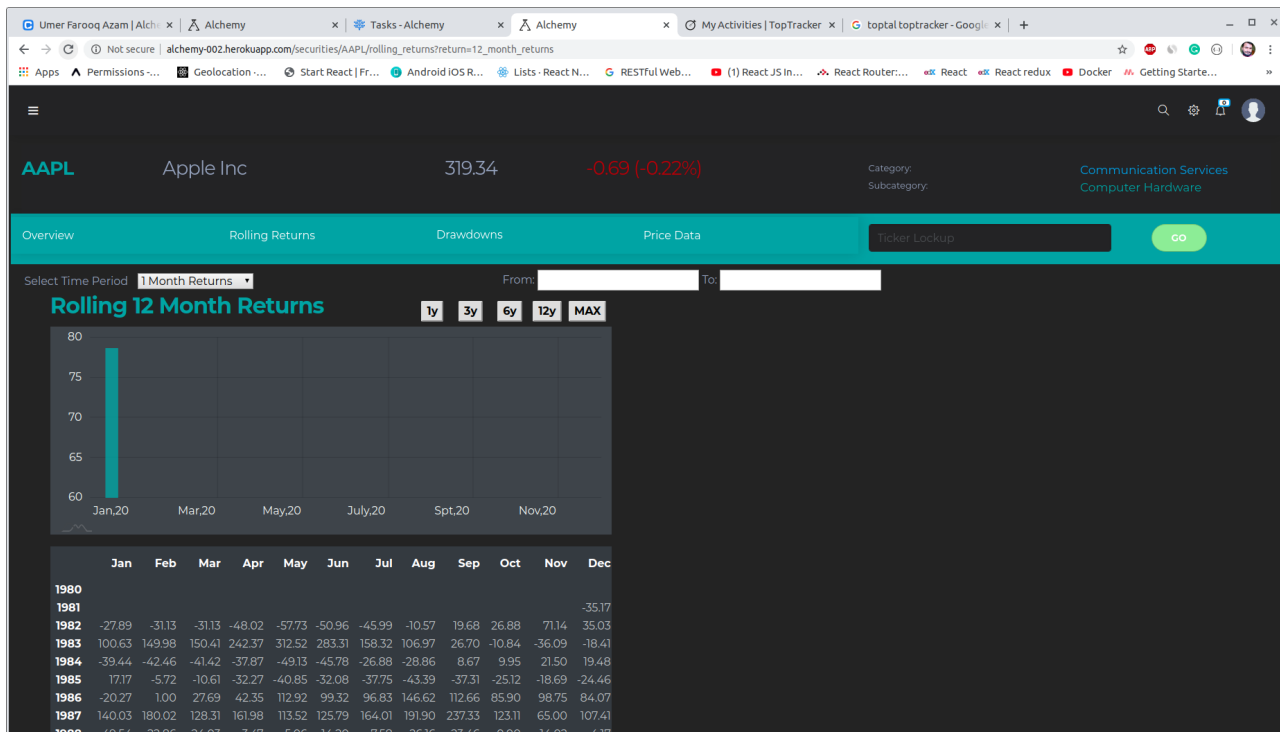 Umer Farooq Azam | Alch
Alchemy
Tasks - Alchemy
Alchemy
My Activities | TopTracker
toptal toptracker - Google
Not secure | alchemy-002.herokuapp.com/securities/AAPL/rolling_returns?return=12_month_returns
Apps Permissions -... Geolocation -... Start React | Fr... Android iOS R... Lists · React N... RESTful Web... (1) React JS In... React Router:... React React redux Docker Getting Starte... »
0
AAPL Apple Inc 319.34 -0.69 (-0.22%) Category: Communication Services
Subcategory: Computer Hardware
Overview Rolling Returns Drawdowns Price Data Ticker Lockup GO
Select Time Period 1 Month Returns From: To:
Rolling 12 Month Returns 1y 3y 6y 12y MAX
80
75
70
65
60
Jan,20 Mar,20 May,20 July,20 Spt,20 Nov,20
Jan Feb Mar Apr May Jun Jul Aug Sep Oct Nov Dec
1980
1981 -35.17
1982 -27.89 -31.13 -31.13 -48.02 -57.73 -50.96 -45.99 -10.57 19.68 26.88 71.14 35.03
1983 100.63 149.98 150.41 242.37 312.52 283.31 158.32 106.97 26.70 -10.84 -36.09 -18.41
1984 -39.44 -42.46 -41.42 -37.87 -49.13 -45.78 -26.88 -28.86 8.67 9.95 21.50 19.48
1985 17.17 -5.72 -10.61 -32.27 -40.85 -32.08 -37.75 -43.39 -37.31 -25.12 -18.69 -24.46
1986 -20.27 1.00 27.69 42.35 112.92 99.32 96.83 146.62 112.66 85.90 98.75 84.07
1987 140.03 180.02 128.31 161.98 113.52 125.79 164.01 191.90 237.33 123.11 65.00 107.41